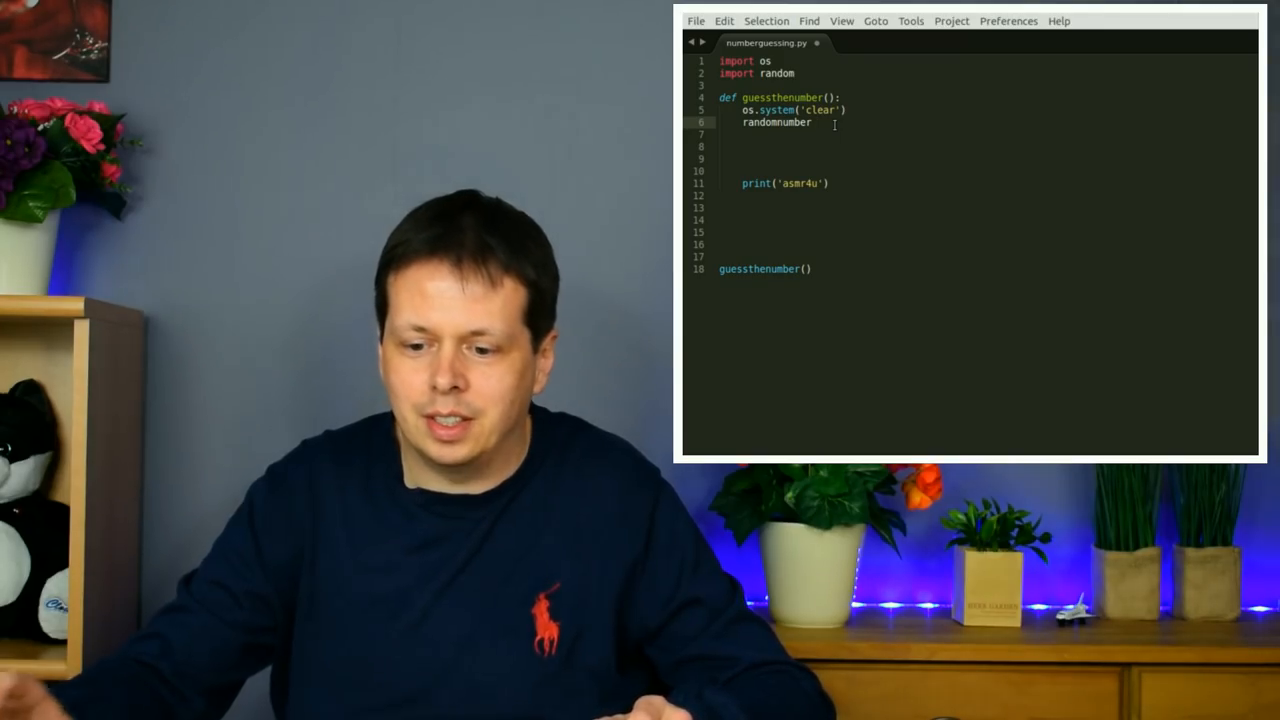 File Edit Selection Find View Goto Tools Project Preferences Help
numberguessing.py
1 import os
2 import random
3
4 def guessthenumber():
5 os.system('clear')
6 randomnumber
7
8
9
10
11 print('asmr4u')
12
13
14
15
16
17
18 guessthenumber()
HERB GARDEN